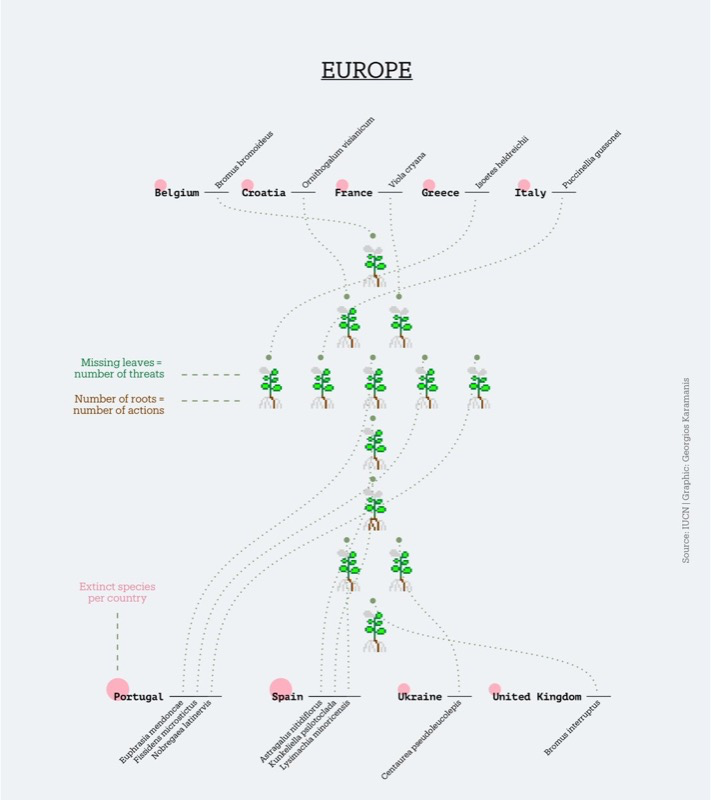 EUROPE
Bromus bromoideus
Ornithogalum visianicum
Viola cryana
Isoetes heldreichii
Puccinellia gussonei
Belgium
Croatia
France
Greece
Italy
Missing leaves =
number of threats
Number of roots =
number of actions
Source: IUCN | Graphic: Georgios Karamanis
Extinct species
per country
Portugal
Spain
Ukraine
United Kingdom
Euphrasia mendoncae
Fissidens microstictus
Nobregaea latinervis
Astragalus nitidiflorus
Kunkeliella psilotoclada
Lysimachia minoricensis
Centaurea pseudoleucolepis
Bromus interruptus